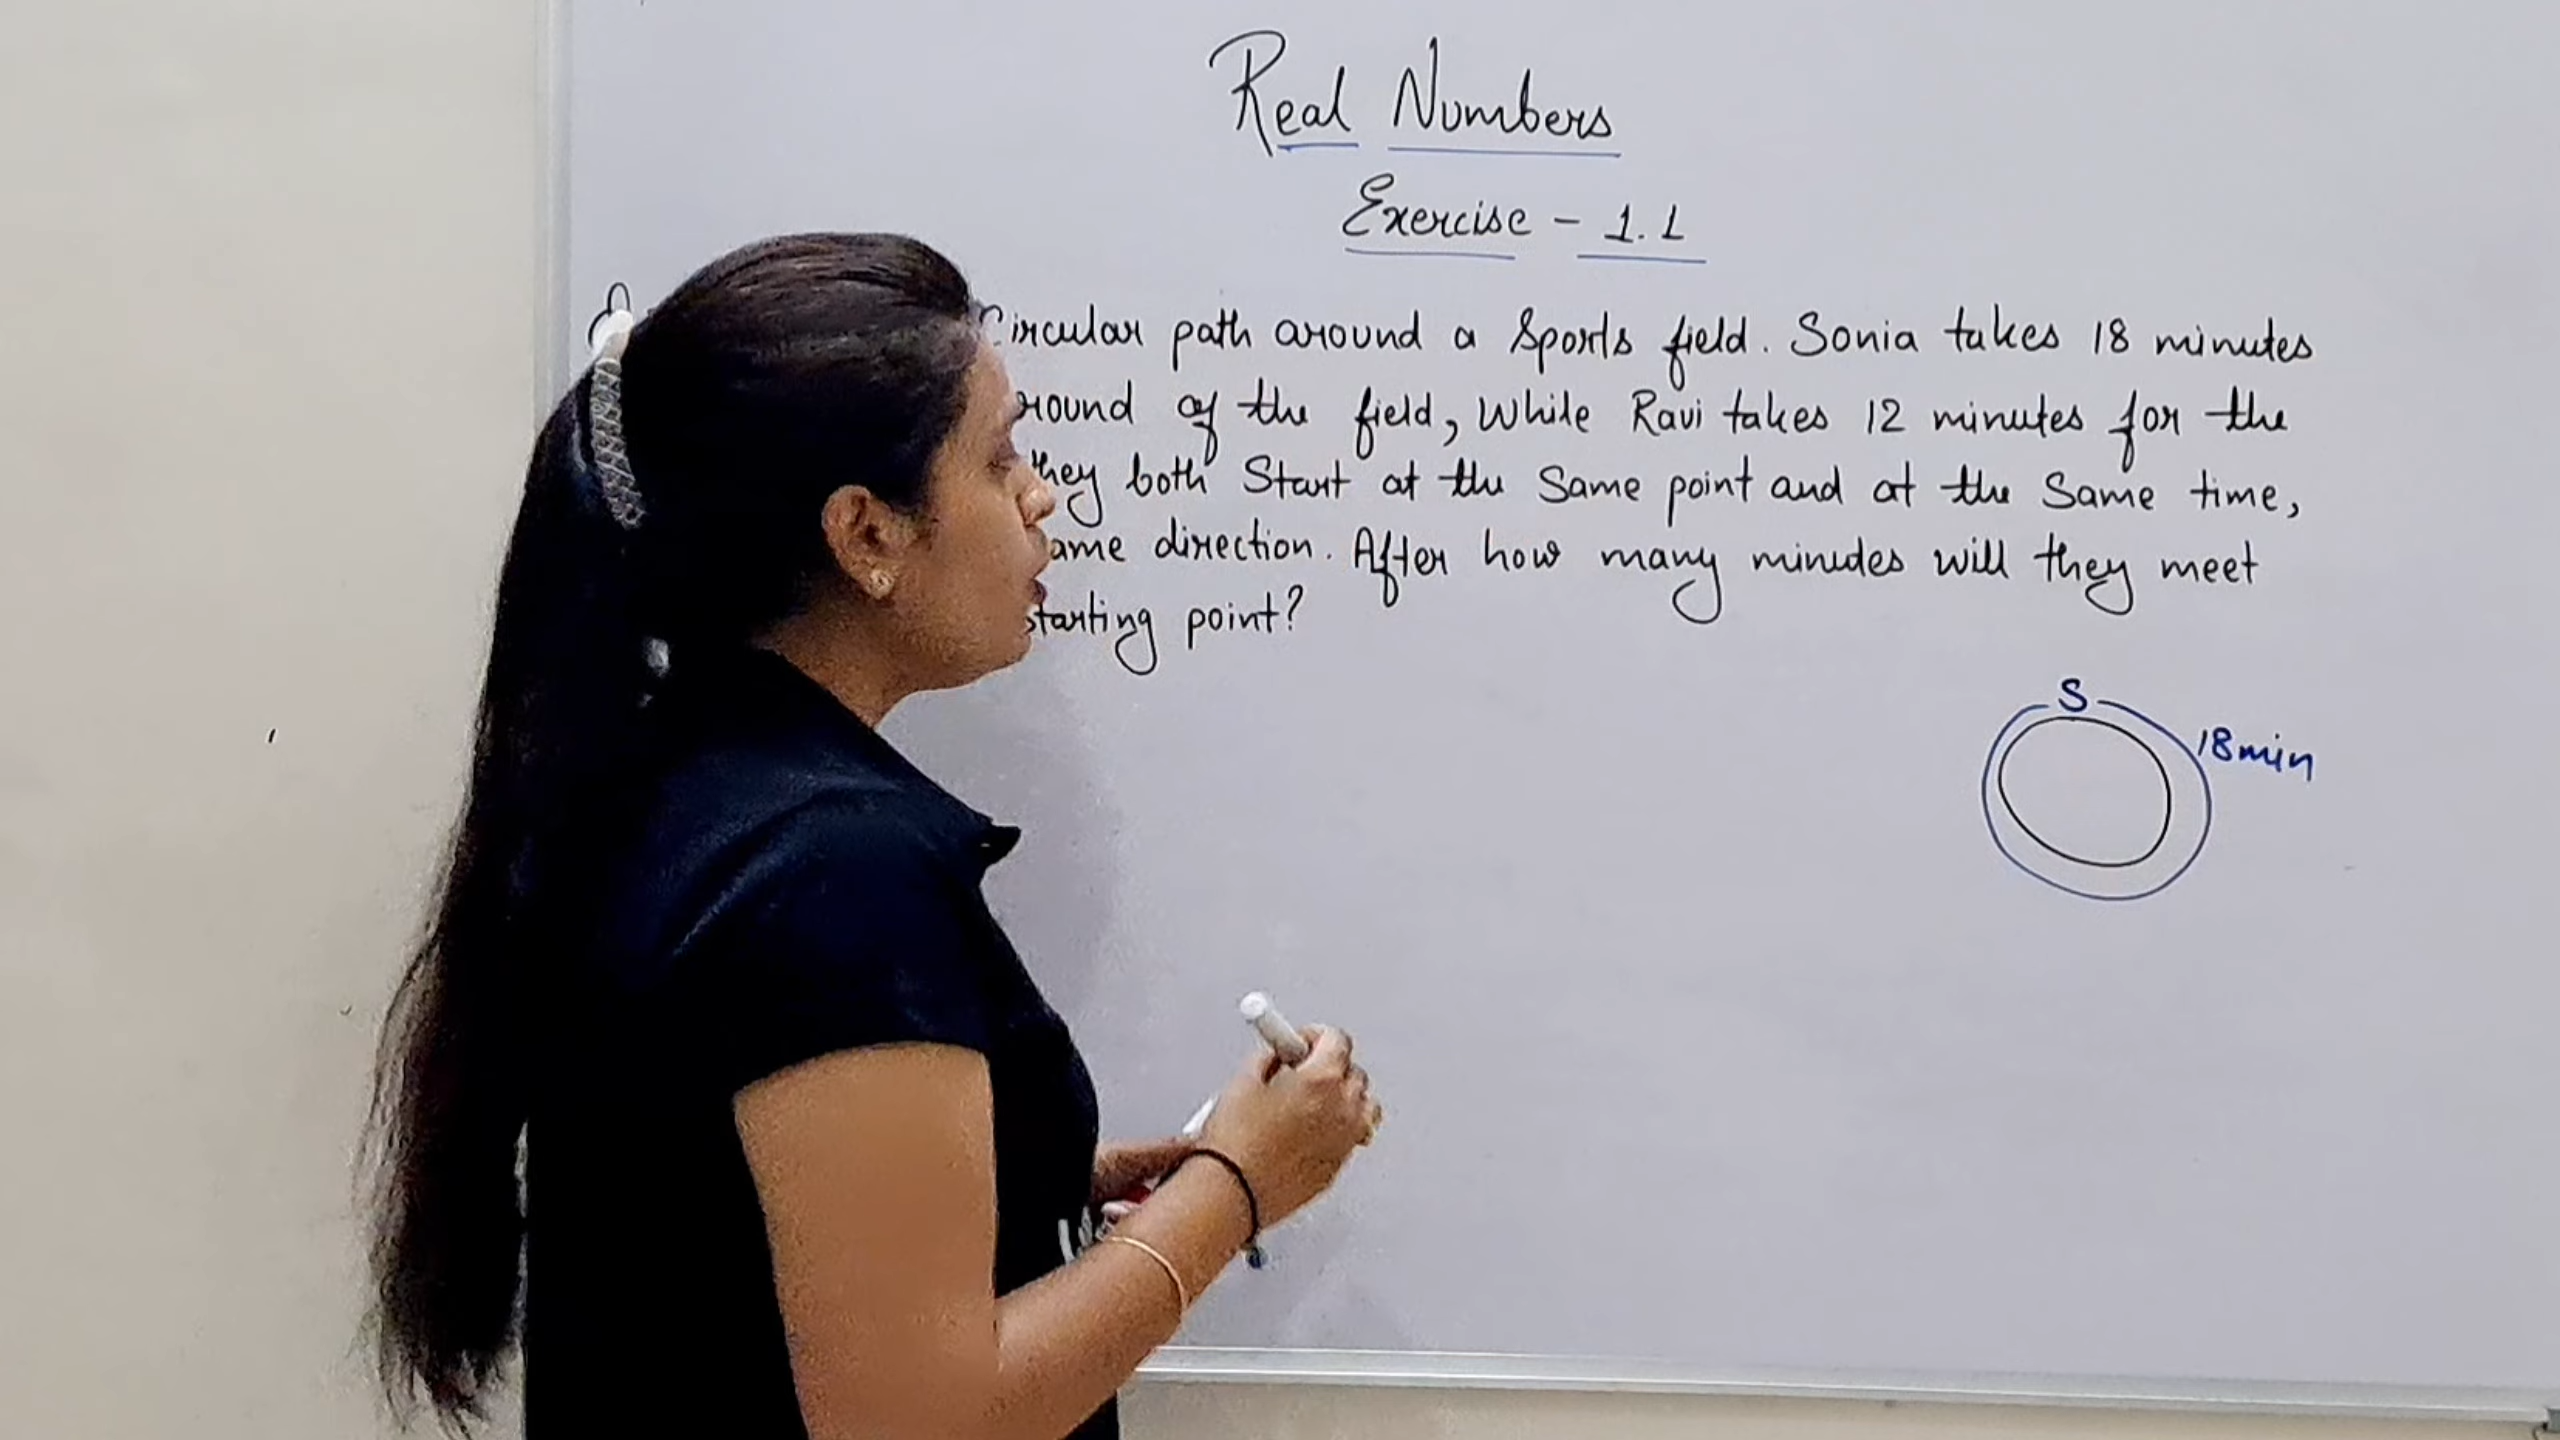 Real Numbers
Exercise - 1.1
Circular path around a Sports field. Sonia takes 18 minutes
round of the field, While Ravi takes 12 minutes for the
they both Start at the Same point and at the Same time,
ame direction. After how many minutes will they meet
starting point?
S
18min